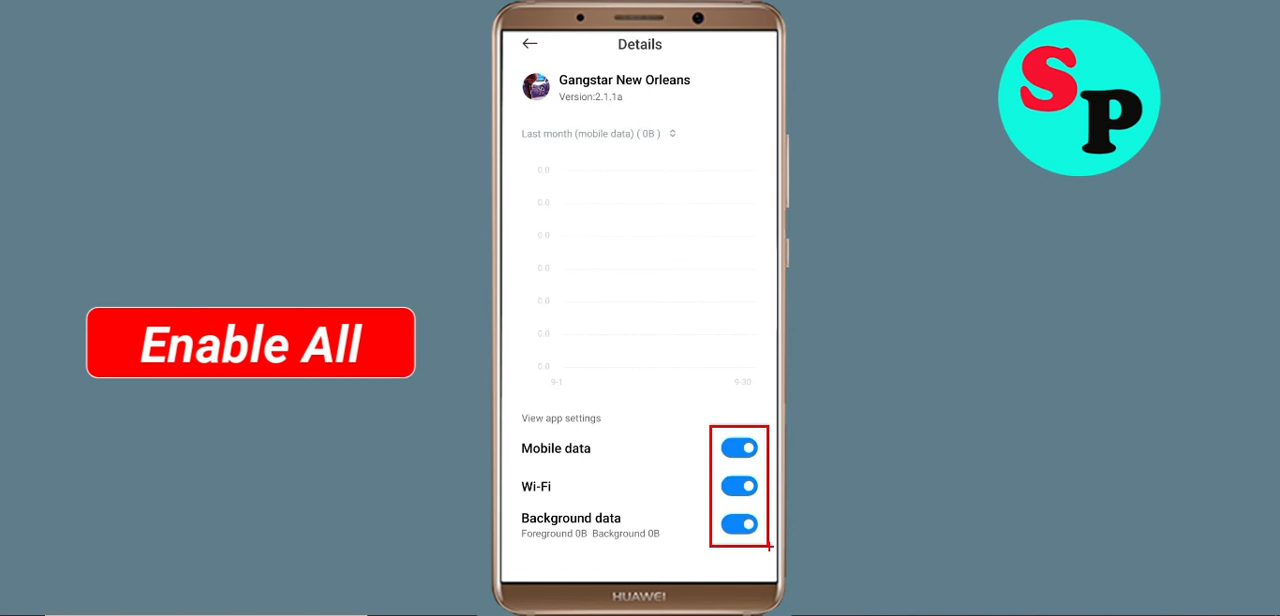 Details
Gangstar New Orleans
Version:2.1.1a
Last month (mobile data) ( 0B )
0.0
0.0
0.0
0.0
0.0
0.0
0.0
9-1 9-30
View app settings
Mobile data
Wi-Fi
Background data
Foreground 0B Background 0B
HUAWEI
Enable All
SP